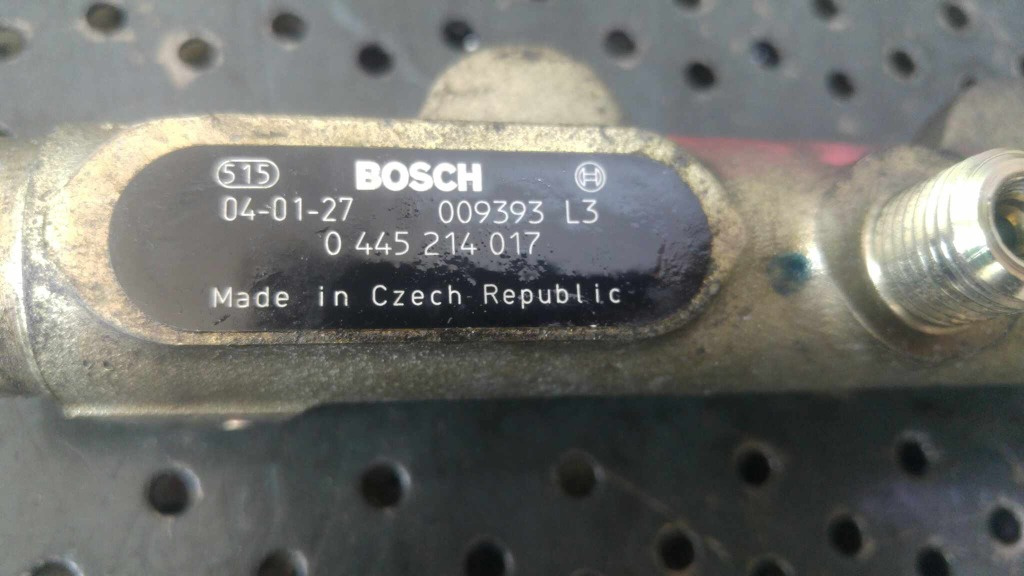 515 BOSCH
04-01-27 009393 L3
0 445 214 017
Made in Czech Republic